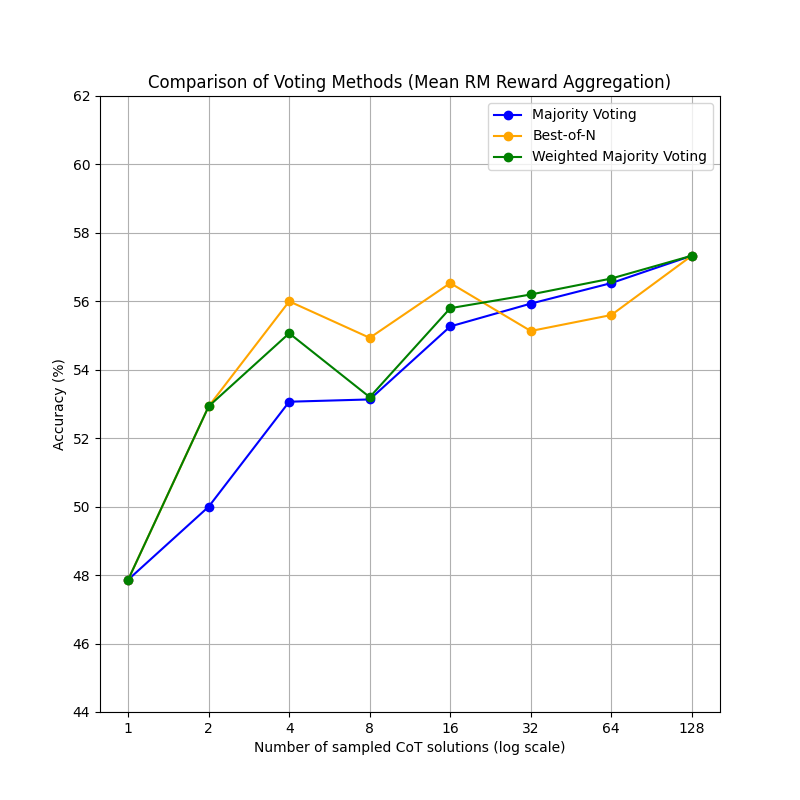 Comparison of Voting Methods (Mean RM Reward Aggregation)
Majority Voting
Best-of-N
Weighted Majority Voting
Accuracy (%)
62
60
58
56
54
52
50
48
46
44
1 2 4 8 16 32 64 128
Number of sampled CoT solutions (log scale)